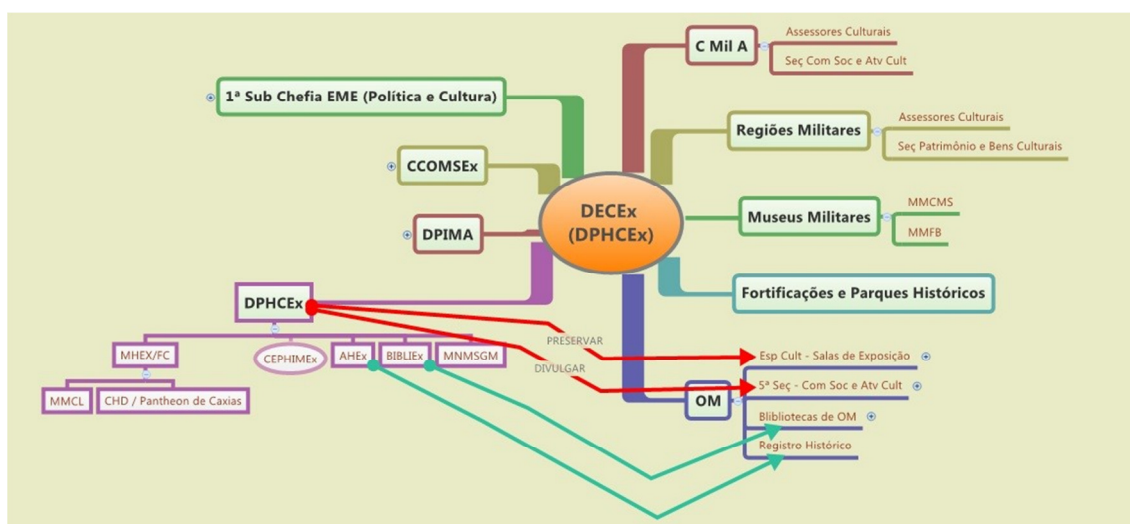 C Mil A
Assessores Culturais
Seç Com Soc e Atv Cult
1ª Sub Chefia EME (Política e Cultura)
Regiões Militares
Assessores Culturais
Seç Patrimônio e Bens Culturais
CCOMSEx
DECEx
(DPHCEx)
Museus Militares
MMCMS
MMFB
DPIMA
Fortificações e Parques Históricos
DPHCEx
MHEX/FC
CEPHIMEx
AHEx
BIBLIEx
MNMSGM
MMCL
CHD / Pantheon de Caxias
PRESERVAR
DIVULGAR
OM
Esp Cult - Salas de Exposição
5ª Seç - Com Soc e Atv Cult
Blibliotecas de OM
Registro Histórico